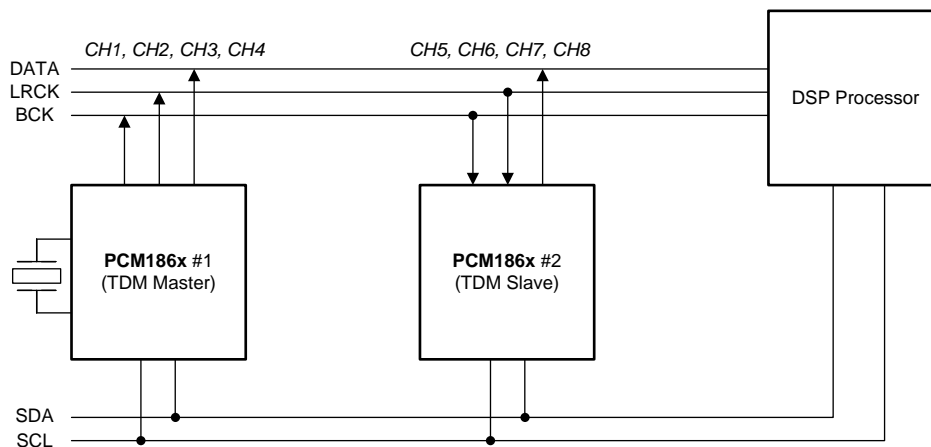 CH1, CH2, CH3, CH4
CH5, CH6, CH7, CH8
DATA
LRCK
BCK
DSP Processor
PCM186x #1
(TDM Master)
PCM186x #2
(TDM Slave)
SDA
SCL